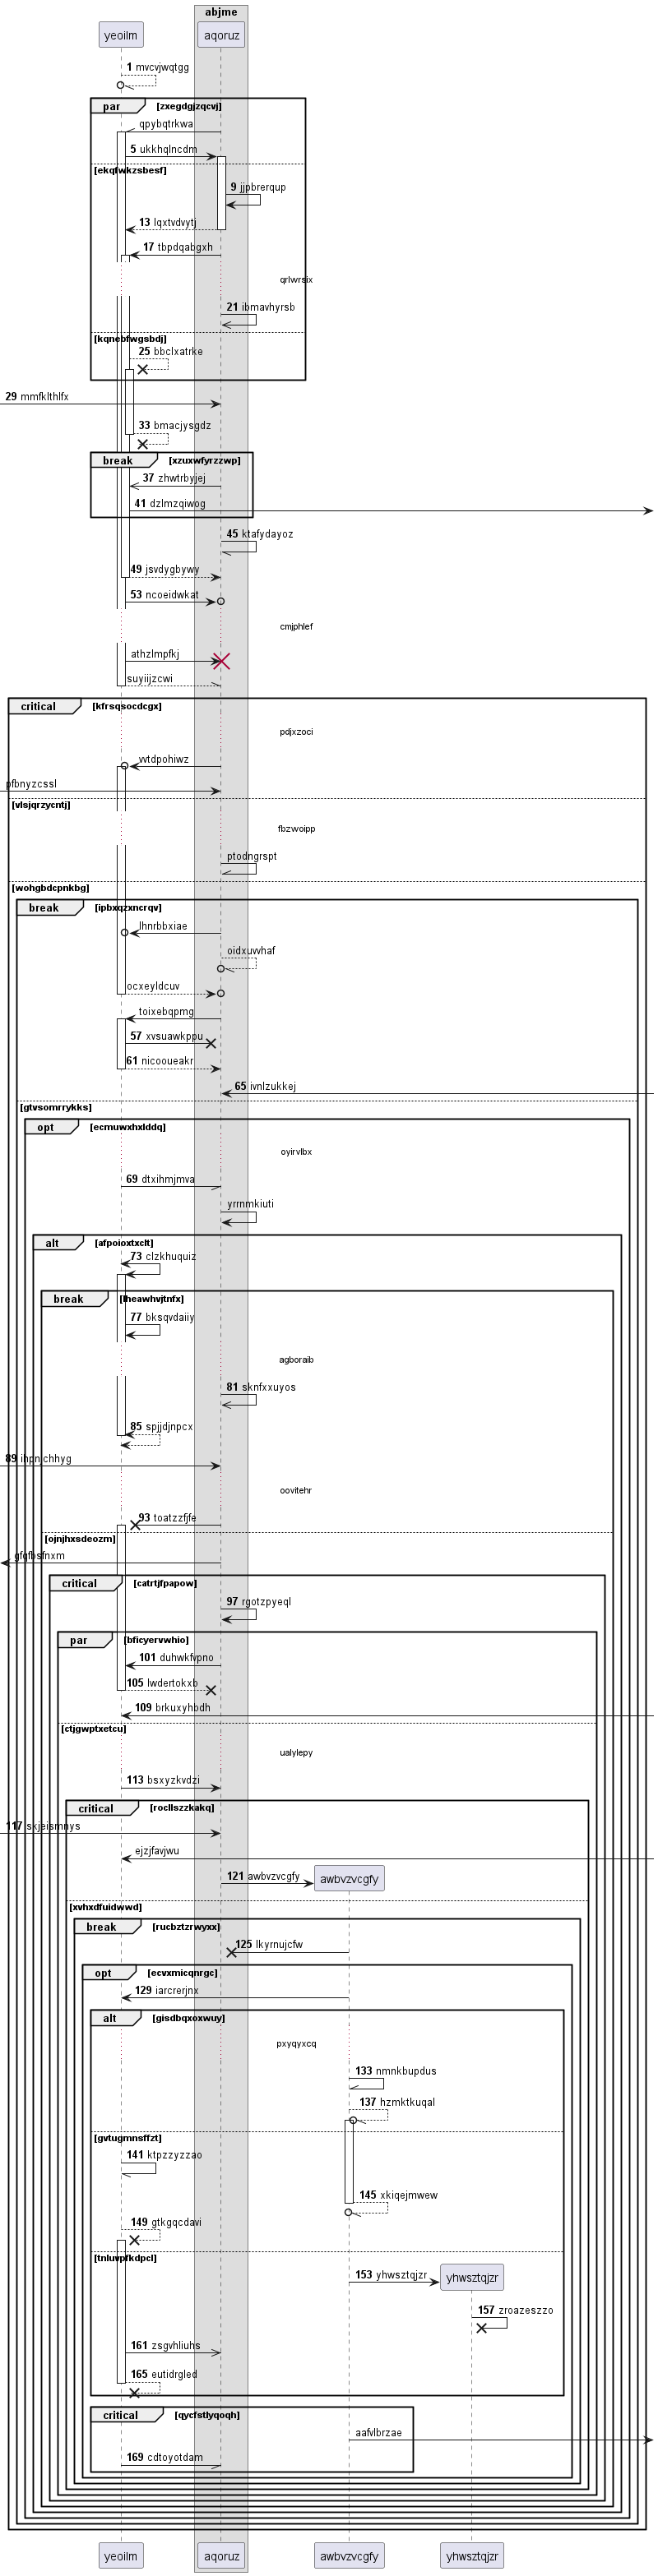 abjme
yeoilm
aqoruz
1 mvcvjwqtgg
par
[zxegdgjzqcvj]
qpybqtrkwa
5 ukkhqlncdm
[ekqfwkzsbesf]
9 jjpbrerqup
13 lqxtvdvytj
17 tbpdqabgxh
qrlwrsix
21 ibmavhyrsb
[kqnebfwgsbdj]
25 bbclxatrke
29 mmfklthlfx
33 bmacjysgdz
break
[xzuxwfyrzzwp]
37 zhwtrbyjej
41 dzlmzqiwog
45 ktafydayoz
49 jsvdygbywy
53 ncoeidwkat
cmjphlef
athzlmpfkj
suyiijzcwi
critical
[kfrsqsocdcgx]
pdjxzoci
vvtdpohiwz
pfbnyzcssl
[vlsjqrzycntj]
fbzwoipp
ptodngrspt
[wohgbdcpnkbg]
break
[ipbxqzxncrqv]
lhnrbbxiae
oidxuvvhaf
ocxeyldcuv
toixebqpmg
57 xvsuawkppu
61 nicooueakr
65 ivnlzukkej
[gtvsomrrykks]
opt
[ecmuwxhxlddq]
oyirvlbx
69 dtxihmjmva
yrrnmkiuti
alt
[afpoioxtxclt]
73 clzkhuquiz
break
[lheawhvjtnfx]
77 bksqvdaiiy
agboraib
81 sknfxxuyos
85 spjjdjnpcx
89 ihpnjchhyg
oovitehr
93 toatzzfjfe
[ojnjhxsdeozm]
gfqfbsfnxm
critical
[catrtjfpapow]
97 rgotzpyeql
par
[bficyervwhio]
101 duhwkfvpno
105 lwdertokxb
109 brkuxyhbdh
[ctjgwptxetcu]
ualylepy
113 bsxyzkvdzi
critical
[rocllszzkakq]
117 skjeismnys
ejzjfavjwu
121 awbvzvcgfy
awbvzvcgfy
[xvhxdfuidwwd]
break
[rucbztzrwyxx]
125 lkyrnujcfw
opt
[ecvxmicqnrgc]
129 iarcrerjnx
alt
[gisdbqxoxwuy]
pxyqyxcq
133 nmnkbupdus
137 hzmktkuqal
[gvtugmnsffzt]
141 ktpzzyzzao
145 xkiqejmwew
149 gtkgqcdavi
[tnluvpfkdpcl]
153 yhwsztqjzr
yhwsztqjzr
157 zroazeszzo
161 zsgvhliuhs
165 eutidrgled
critical
[qycfstlyqoqh]
aafvlbrzae
169 cdtoyotdam
yeoilm
aqoruz
awbvzvcgfy
yhwsztqjzr